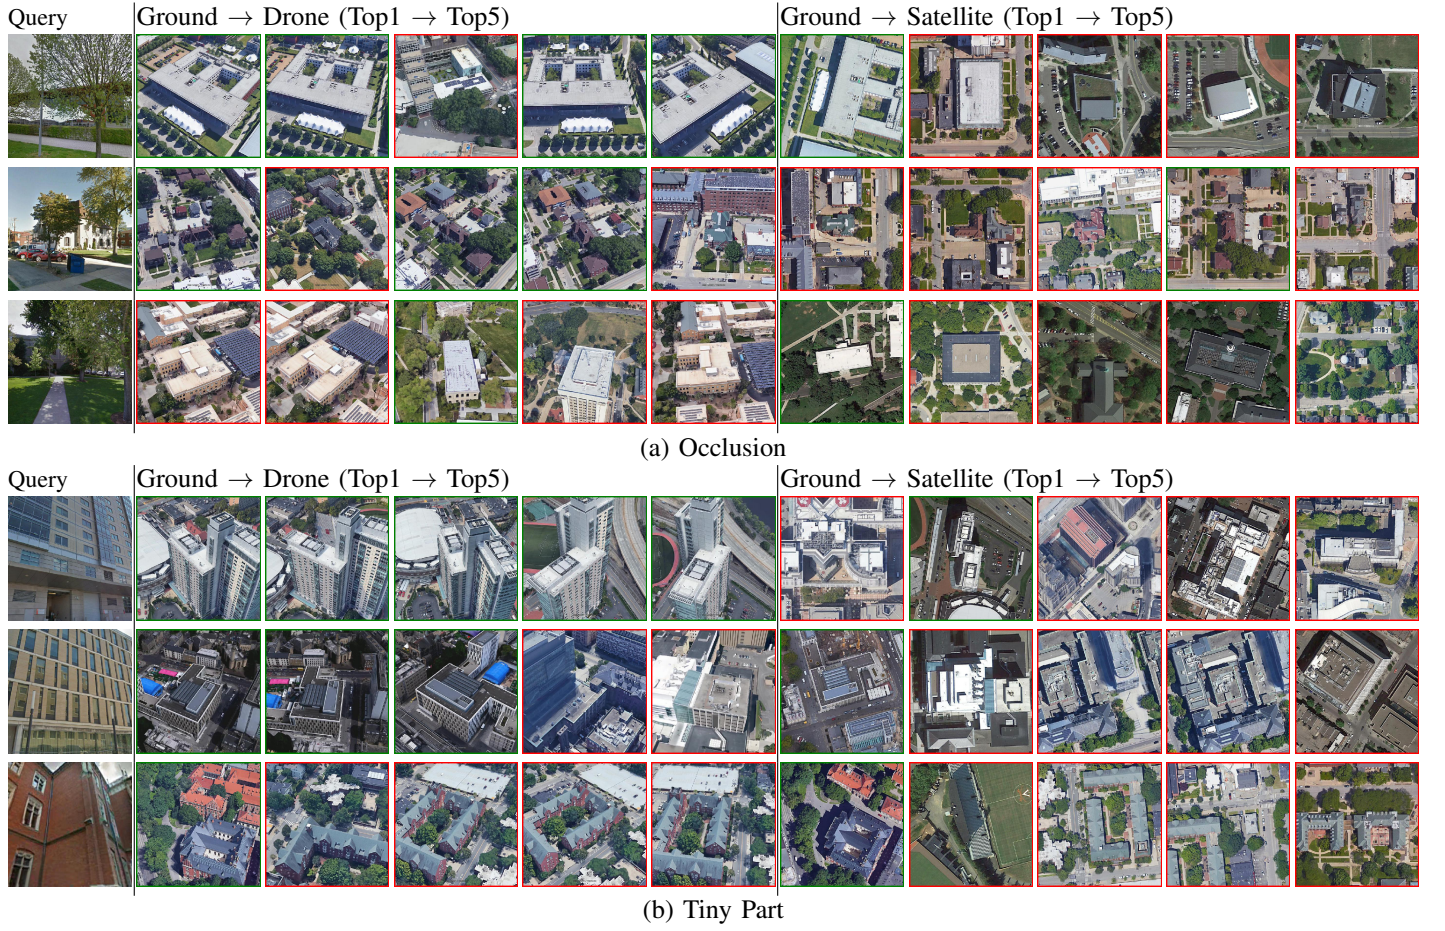 Query Ground → Drone (Top1 → Top5) Ground → Satellite (Top1 → Top5)
(a) Occlusion
Query Ground → Drone (Top1 → Top5) Ground → Satellite (Top1 → Top5)
(b) Tiny Part